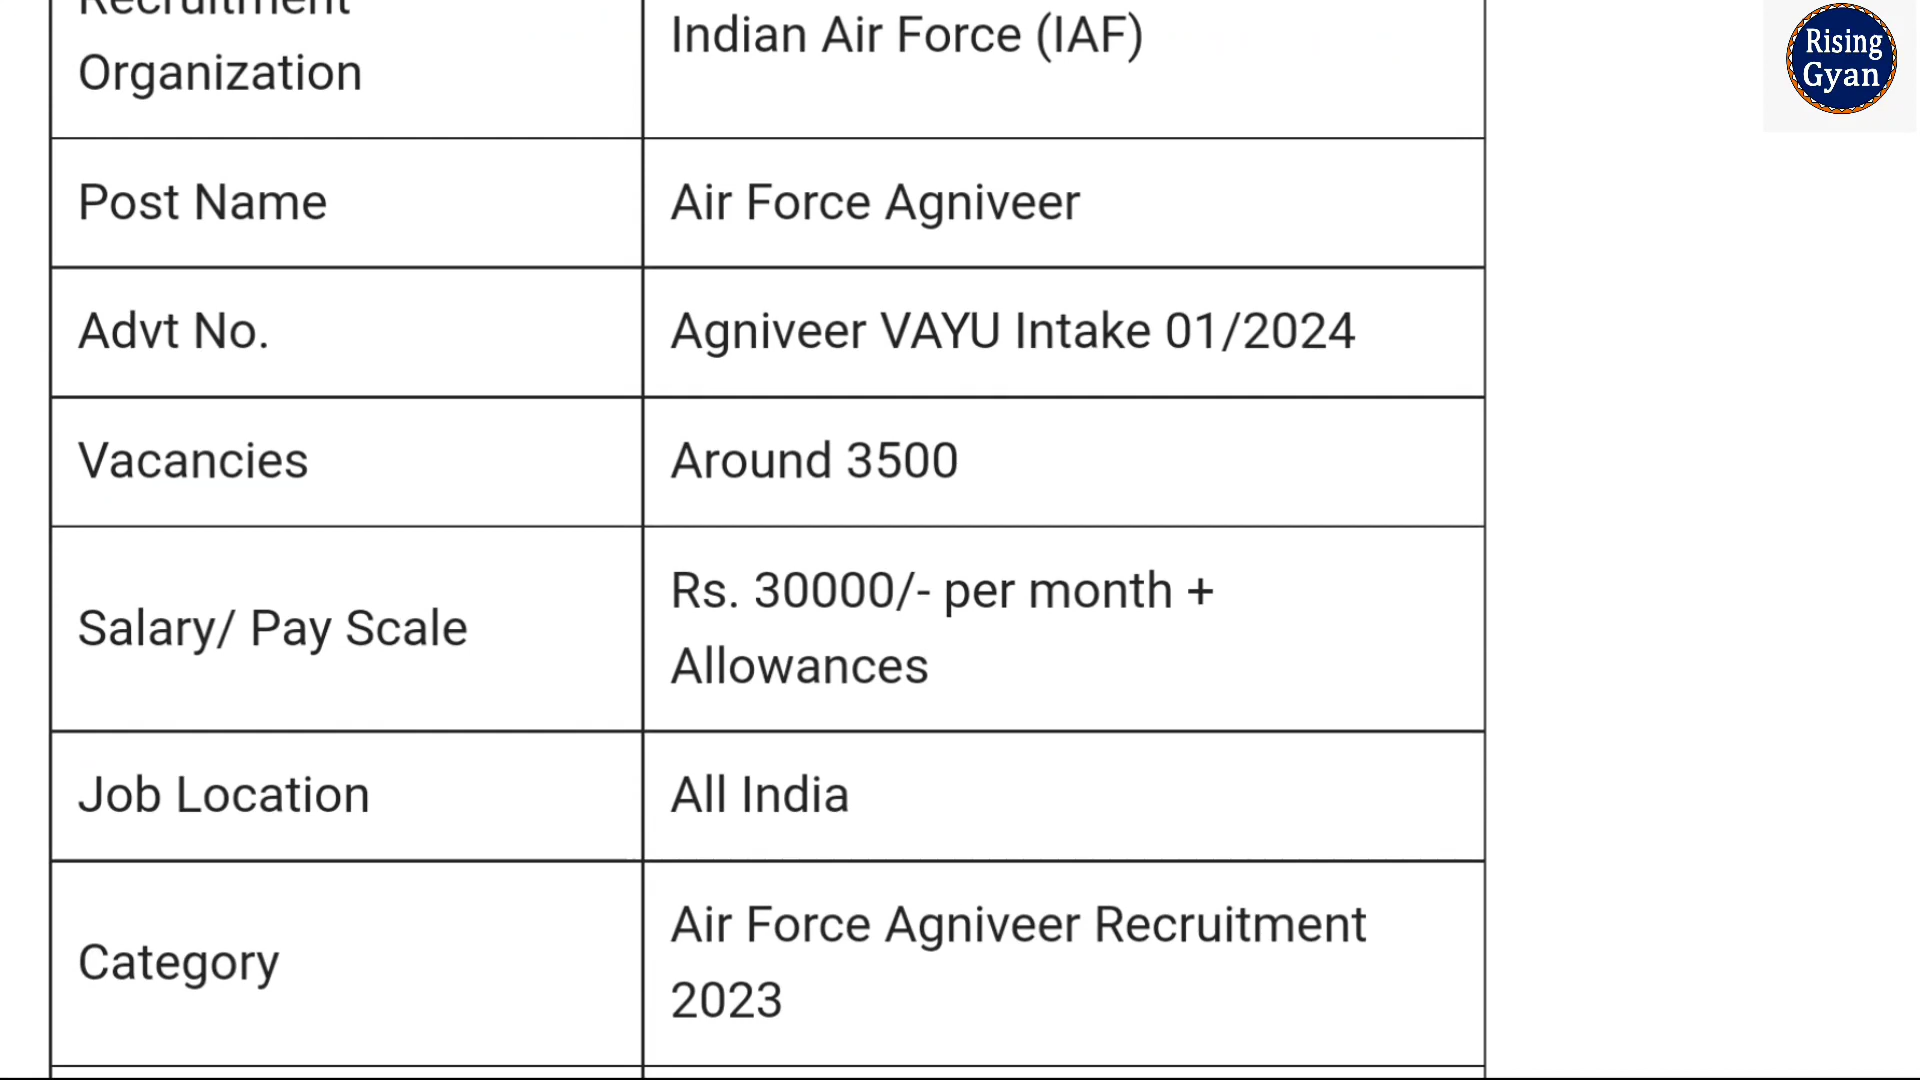 Recruitment
Organization
Indian Air Force (IAF)
Post Name
Air Force Agniveer
Advt No.
Agniveer VAYU Intake 01/2024
Vacancies
Around 3500
Salary/ Pay Scale
Rs. 30000/- per month +
Allowances
Job Location
All India
Category
Air Force Agniveer Recruitment
2023
Rising
Gyan